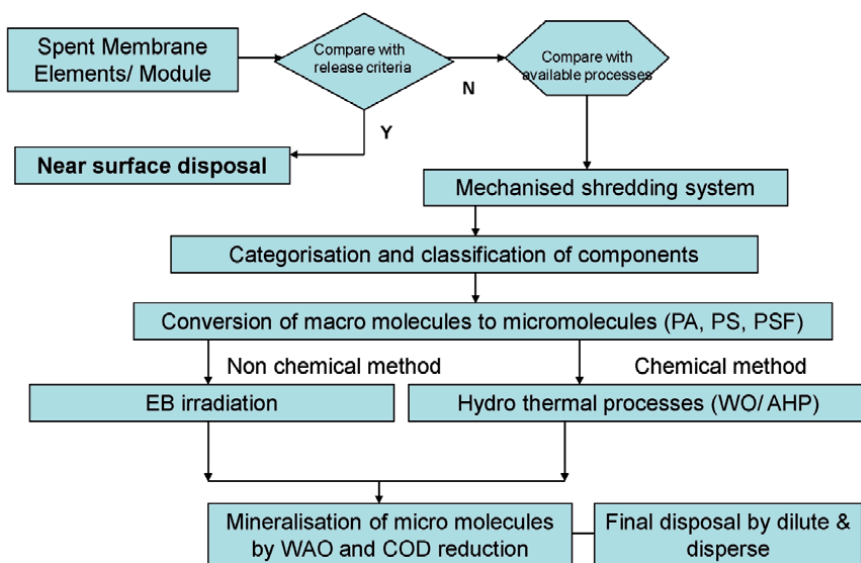 Spent Membrane
Elements/ Module
Compare with
release criteria
Compare with
available processes
N
Y
Near surface disposal
Mechanised shredding system
Categorisation and classification of components
Conversion of macro molecules to micromolecules (PA, PS, PSF)
Non chemical method
Chemical method
EB irradiation
Hydro thermal processes (WO/ AHP)
Mineralisation of micro molecules
by WAO and COD reduction
Final disposal by dilute &
disperse